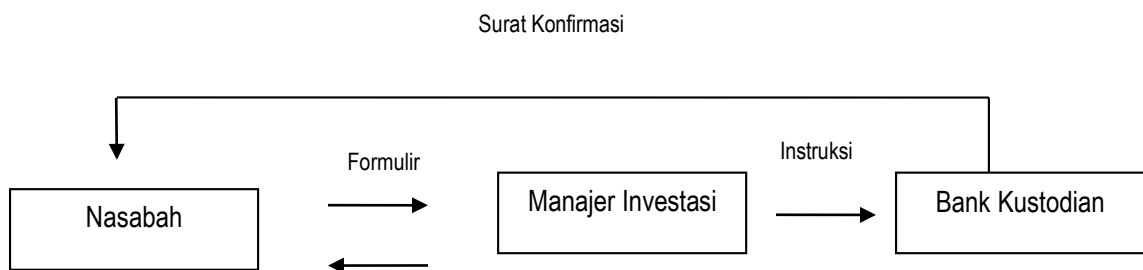 Surat Konfirmasi
Formulir
Instruksi
Nasabah
Manajer Investasi
Bank Kustodian